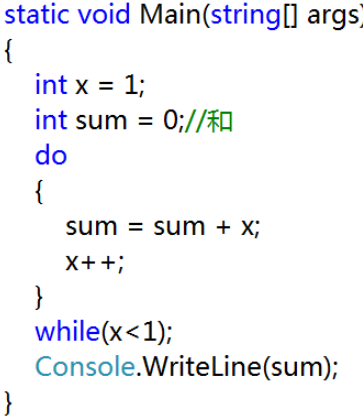 static void Main(string[] args)
{
int x = 1;
int sum = 0;//和
do
{
sum = sum + x;
x++;
}
while(x<1);
Console.WriteLine(sum);
}